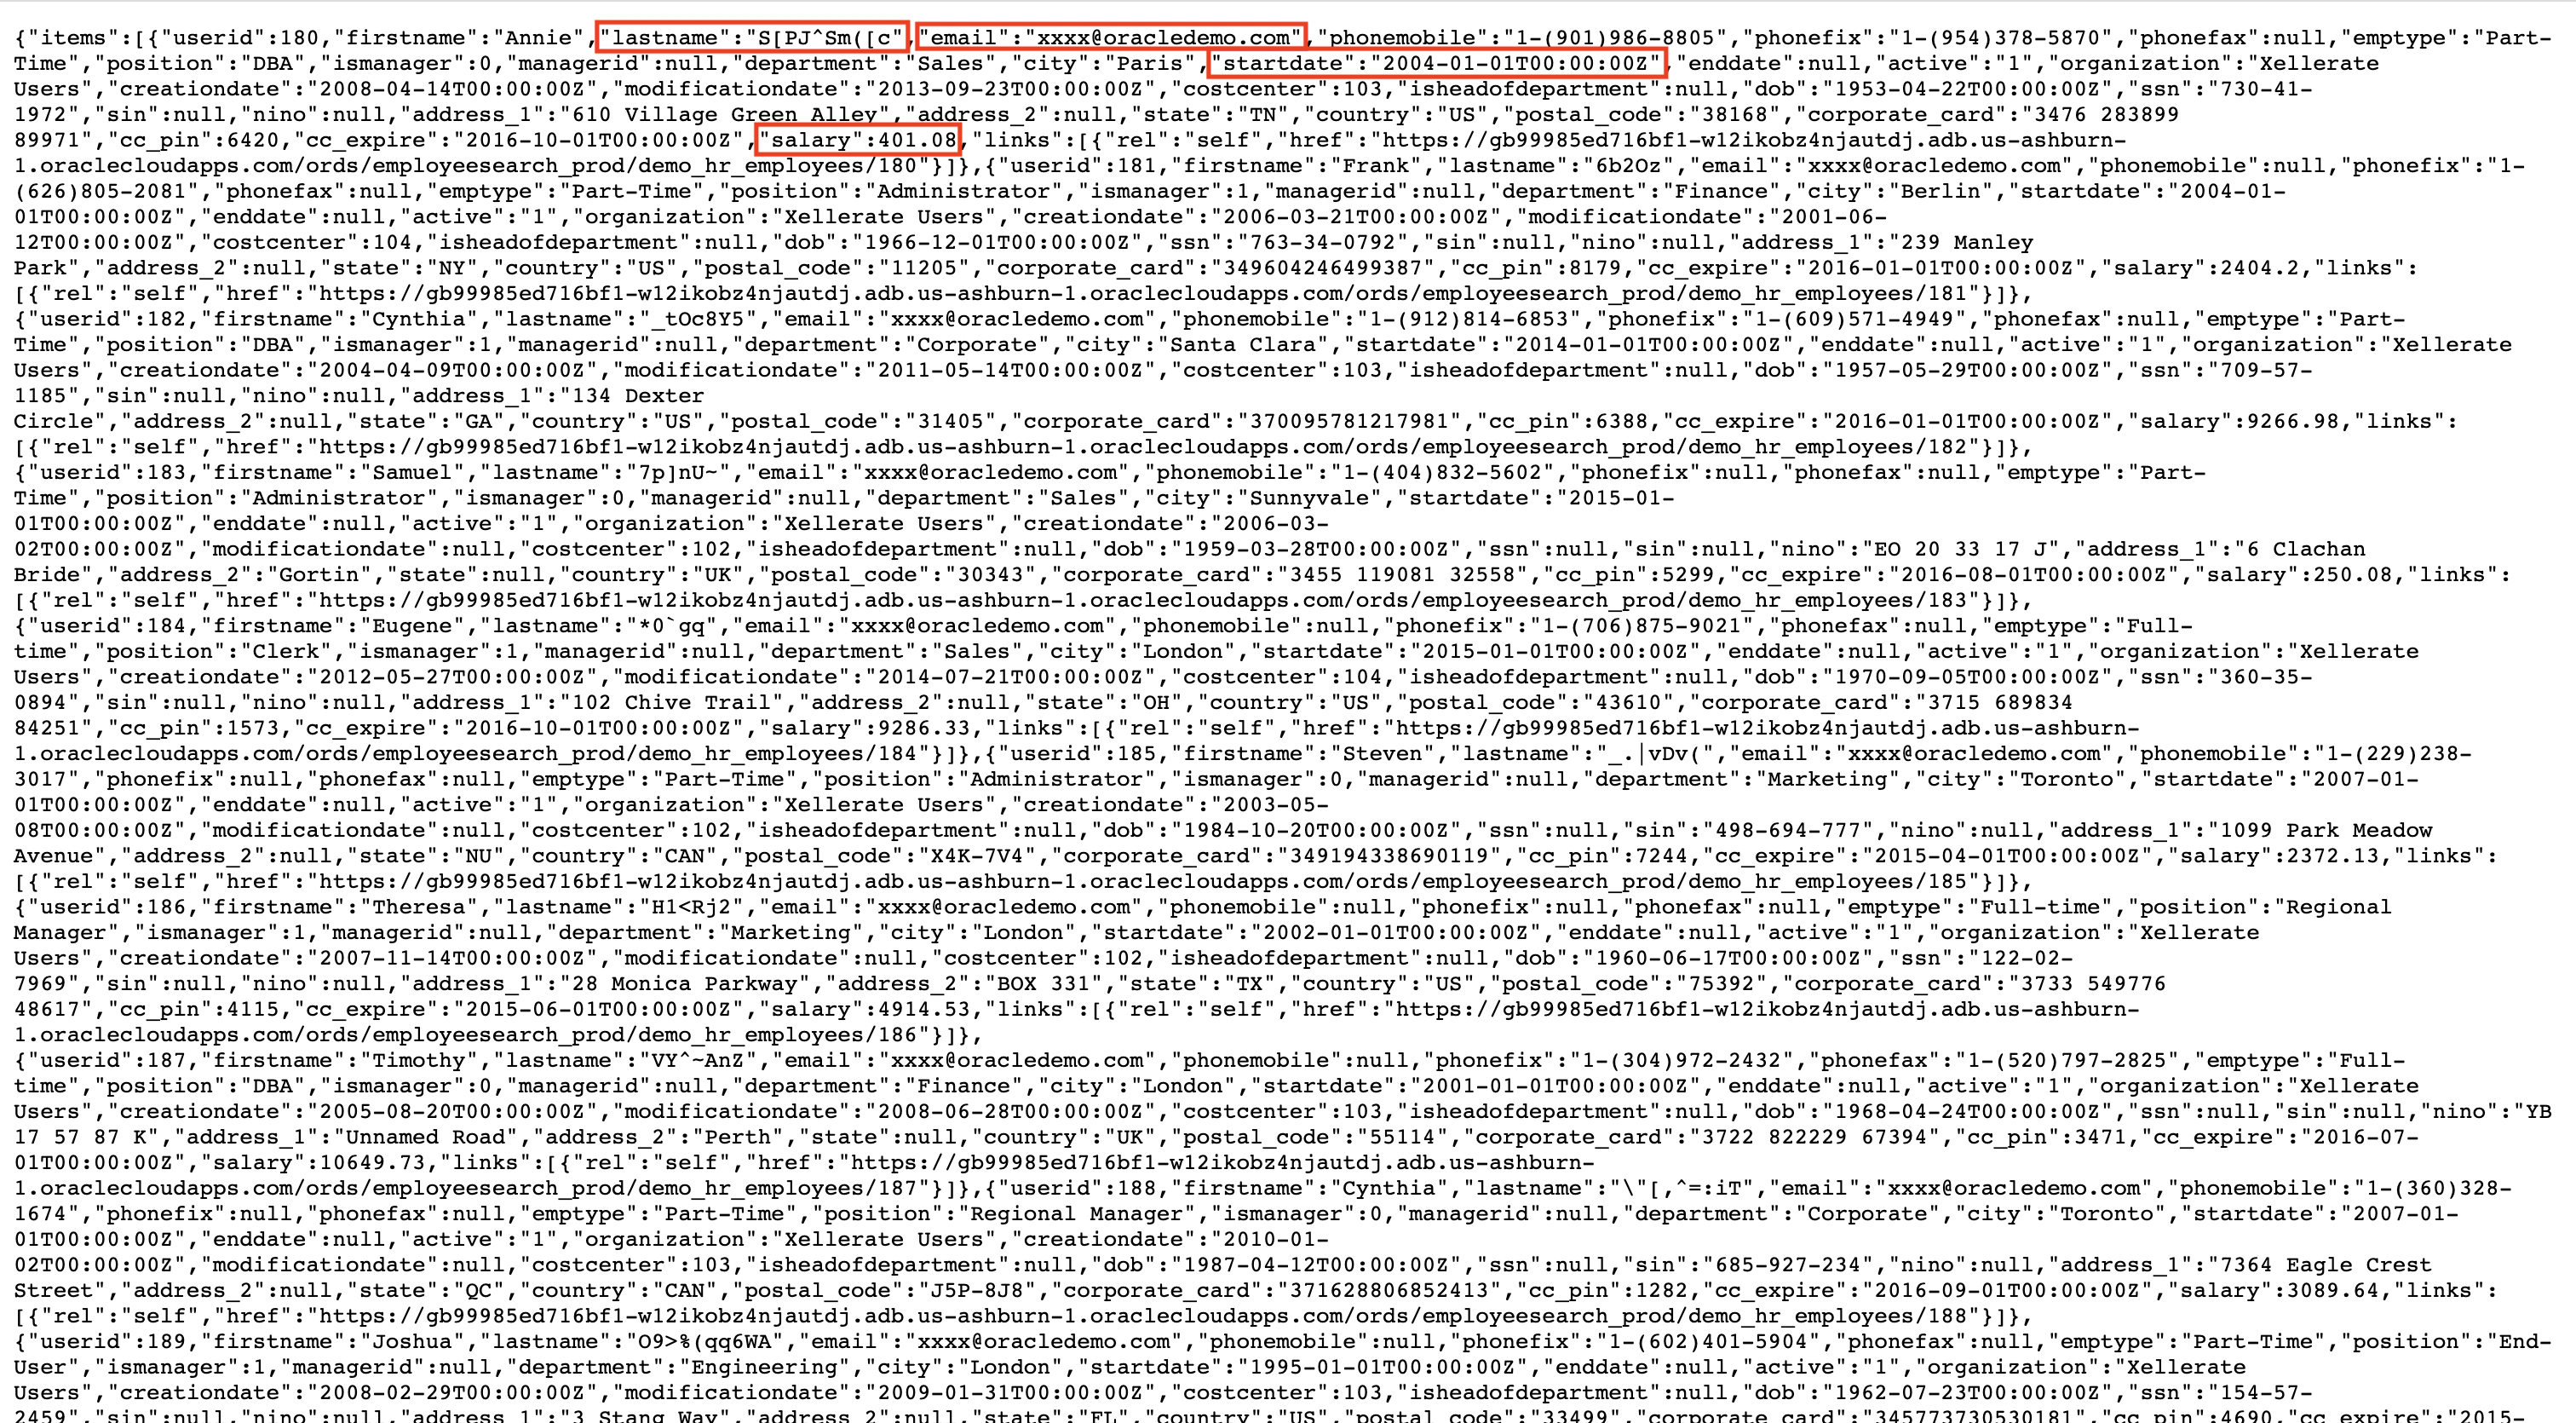 {"items":[{"userid":180,"firstname":"Annie","lastname":"S[PJ^Sm([c","email":"xxxx@oracledemo.com","phonemobile":"1-(901)986-8805","phonefix":"1-(954)378-5870","phonefax":null,"emptype":"Part-
Time","position":"DBA","ismanager":0,"managerid":null,"department":"Sales","city":"Paris","startdate":"2004-01-01T00:00:00Z","enddate":null,"active":"1","organization":"Xellerate
Users","creationdate":"2008-04-14T00:00:00Z","modificationdate":"2013-09-23T00:00:00Z","costcenter":103,"isheadofdepartment":null,"dob":"1953-04-22T00:00:00Z","ssn":"730-41-
1972","sin":null,"nino":null,"address_1":"610 Village Green Alley","address_2":null,"state":"TN","country":"US","postal_code":"38168","corporate_card":"3476 283899
89971","cc_pin":6420,"cc_expire":"2016-10-01T00:00:00Z","salary":401.08,"links":[{"rel":"self","href":"https://gb99985ed716bf1-w12ikobz4njautdj.adb.us-ashburn-
1.oraclecloudapps.com/ords/employeesearch_prod/demo_hr_employees/180"}]},{"userid":181,"firstname":"Frank","lastname":"6b2Oz","email":"xxxx@oracledemo.com","phonemobile":null,"phonefix":"1-
(626)805-2081","phonefax":null,"emptype":"Part-Time","position":"Administrator","ismanager":1,"managerid":null,"department":"Finance","city":"Berlin","startdate":"2004-01-
01T00:00:00Z","enddate":null,"active":"1","organization":"Xellerate Users","creationdate":"2006-03-21T00:00:00Z","modificationdate":"2001-06-
12T00:00:00Z","costcenter":104,"isheadofdepartment":null,"dob":"1966-12-01T00:00:00Z","ssn":"763-34-0792","sin":null,"nino":null,"address_1":"239 Manley
Park","address_2":null,"state":"NY","country":"US","postal_code":"11205","corporate_card":"349604246499387","cc_pin":8179,"cc_expire":"2016-01-01T00:00:00Z","salary":2404.2,"links":
[{"rel":"self","href":"https://gb99985ed716bf1-w12ikobz4njautdj.adb.us-ashburn-1.oraclecloudapps.com/ords/employeesearch_prod/demo_hr_employees/181"}]},
{"userid":182,"firstname":"Cynthia","lastname":"_tOc8Y5","email":"xxxx@oracledemo.com","phonemobile":"1-(912)814-6853","phonefix":"1-(609)571-4949","phonefax":null,"emptype":"Part-
Time","position":"DBA","ismanager":1,"managerid":null,"department":"Corporate","city":"Santa Clara","startdate":"2014-01-01T00:00:00Z","enddate":null,"active":"1","organization":"Xellerate
Users","creationdate":"2004-04-09T00:00:00Z","modificationdate":"2011-05-14T00:00:00Z","costcenter":103,"isheadofdepartment":null,"dob":"1957-05-29T00:00:00Z","ssn":"709-57-
1185","sin":null,"nino":null,"address_1":"134 Dexter
Circle","address_2":null,"state":"GA","country":"US","postal_code":"31405","corporate_card":"370095781217981","cc_pin":6388,"cc_expire":"2016-01-01T00:00:00Z","salary":9266.98,"links":
[{"rel":"self","href":"https://gb99985ed716bf1-w12ikobz4njautdj.adb.us-ashburn-1.oraclecloudapps.com/ords/employeesearch_prod/demo_hr_employees/182"}]},
{"userid":183,"firstname":"Samuel","lastname":"7p]nU~","email":"xxxx@oracledemo.com","phonemobile":"1-(404)832-5602","phonefix":null,"phonefax":null,"emptype":"Part-
Time","position":"Administrator","ismanager":0,"managerid":null,"department":"Sales","city":"Sunnyvale","startdate":"2015-01-
01T00:00:00Z","enddate":null,"active":"1","organization":"Xellerate Users","creationdate":"2006-03-
02T00:00:00Z","modificationdate":null,"costcenter":102,"isheadofdepartment":null,"dob":"1959-03-28T00:00:00Z","ssn":null,"sin":null,"nino":"EO 20 33 17 J","address_1":"6 Clachan
Bride","address_2":"Gortin","state":null,"country":"UK","postal_code":"30343","corporate_card":"3455 119081 32558","cc_pin":5299,"cc_expire":"2016-08-01T00:00:00Z","salary":250.08,"links":
[{"rel":"self","href":"https://gb99985ed716bf1-w12ikobz4njautdj.adb.us-ashburn-1.oraclecloudapps.com/ords/employeesearch_prod/demo_hr_employees/183"}]},
{"userid":184,"firstname":"Eugene","lastname":"*0`gq","email":"xxxx@oracledemo.com","phonemobile":null,"phonefix":"1-(706)875-9021","phonefax":null,"emptype":"Full-
time","position":"Clerk","ismanager":1,"managerid":null,"department":"Sales","city":"London","startdate":"2015-01-01T00:00:00Z","enddate":null,"active":"1","organization":"Xellerate
Users","creationdate":"2012-05-27T00:00:00Z","modificationdate":"2014-07-21T00:00:00Z","costcenter":104,"isheadofdepartment":null,"dob":"1970-09-05T00:00:00Z","ssn":"360-35-
0894","sin":null,"nino":null,"address_1":"102 Chive Trail","address_2":null,"state":"OH","country":"US","postal_code":"43610","corporate_card":"3715 689834
84251","cc_pin":1573,"cc_expire":"2016-10-01T00:00:00Z","salary":9286.33,"links":[{"rel":"self","href":"https://gb99985ed716bf1-w12ikobz4njautdj.adb.us-ashburn-
1.oraclecloudapps.com/ords/employeesearch_prod/demo_hr_employees/184"}]},{"userid":185,"firstname":"Steven","lastname":"_.|vDv(","email":"xxxx@oracledemo.com","phonemobile":"1-(229)238-
3017","phonefix":null,"phonefax":null,"emptype":"Part-Time","position":"Administrator","ismanager":0,"managerid":null,"department":"Marketing","city":"Toronto","startdate":"2007-01-
01T00:00:00Z","enddate":null,"active":"1","organization":"Xellerate Users","creationdate":"2003-05-
08T00:00:00Z","modificationdate":null,"costcenter":102,"isheadofdepartment":null,"dob":"1984-10-20T00:00:00Z","ssn":null,"sin":"498-694-777","nino":null,"address_1":"1099 Park Meadow
Avenue","address_2":null,"state":"NU","country":"CAN","postal_code":"X4K-7V4","corporate_card":"349194338690119","cc_pin":7244,"cc_expire":"2015-04-01T00:00:00Z","salary":2372.13,"links":
[{"rel":"self","href":"https://gb99985ed716bf1-w12ikobz4njautdj.adb.us-ashburn-1.oraclecloudapps.com/ords/employeesearch_prod/demo_hr_employees/185"}]},
{"userid":186,"firstname":"Theresa","lastname":"H1<Rj2","email":"xxxx@oracledemo.com","phonemobile":null,"phonefix":null,"phonefax":null,"emptype":"Full-time","position":"Regional
Manager","ismanager":1,"managerid":null,"department":"Marketing","city":"London","startdate":"2002-01-01T00:00:00Z","enddate":null,"active":"1","organization":"Xellerate
Users","creationdate":"2007-11-14T00:00:00Z","modificationdate":null,"costcenter":102,"isheadofdepartment":null,"dob":"1960-06-17T00:00:00Z","ssn":"122-02-
7969","sin":null,"nino":null,"address_1":"28 Monica Parkway","address_2":"BOX 331","state":"TX","country":"US","postal_code":"75392","corporate_card":"3733 549776
48617","cc_pin":4115,"cc_expire":"2015-06-01T00:00:00Z","salary":4914.53,"links":[{"rel":"self","href":"https://gb99985ed716bf1-w12ikobz4njautdj.adb.us-ashburn-
1.oraclecloudapps.com/ords/employeesearch_prod/demo_hr_employees/186"}]},
{"userid":187,"firstname":"Timothy","lastname":"VY^~AnZ","email":"xxxx@oracledemo.com","phonemobile":null,"phonefix":"1-(304)972-2432","phonefax":"1-(520)797-2825","emptype":"Full-
time","position":"DBA","ismanager":0,"managerid":null,"department":"Finance","city":"London","startdate":"2001-01-01T00:00:00Z","enddate":null,"active":"1","organization":"Xellerate
Users","creationdate":"2005-08-20T00:00:00Z","modificationdate":"2008-06-28T00:00:00Z","costcenter":103,"isheadofdepartment":null,"dob":"1968-04-24T00:00:00Z","ssn":null,"sin":null,"nino":"YB
17 57 87 K","address_1":"Unnamed Road","address_2":"Perth","state":null,"country":"UK","postal_code":"55114","corporate_card":"3722 822229 67394","cc_pin":3471,"cc_expire":"2016-07-
01T00:00:00Z","salary":10649.73,"links":[{"rel":"self","href":"https://gb99985ed716bf1-w12ikobz4njautdj.adb.us-ashburn-
1.oraclecloudapps.com/ords/employeesearch_prod/demo_hr_employees/187"}]},{"userid":188,"firstname":"Cynthia","lastname":"\"[,^=:iT","email":"xxxx@oracledemo.com","phonemobile":"1-(360)328-
1674","phonefix":null,"phonefax":null,"emptype":"Part-Time","position":"Regional Manager","ismanager":0,"managerid":null,"department":"Corporate","city":"Toronto","startdate":"2007-01-
01T00:00:00Z","enddate":null,"active":"1","organization":"Xellerate Users","creationdate":"2010-01-
02T00:00:00Z","modificationdate":null,"costcenter":103,"isheadofdepartment":null,"dob":"1987-04-12T00:00:00Z","ssn":null,"sin":"685-927-234","nino":null,"address_1":"7364 Eagle Crest
Street","address_2":null,"state":"QC","country":"CAN","postal_code":"J5P-8J8","corporate_card":"371628806852413","cc_pin":1282,"cc_expire":"2016-09-01T00:00:00Z","salary":3089.64,"links":
[{"rel":"self","href":"https://gb99985ed716bf1-w12ikobz4njautdj.adb.us-ashburn-1.oraclecloudapps.com/ords/employeesearch_prod/demo_hr_employees/188"}]},
{"userid":189,"firstname":"Joshua","lastname":"O9>%(qq6WA","email":"xxxx@oracledemo.com","phonemobile":null,"phonefix":"1-(602)401-5904","phonefax":null,"emptype":"Part-Time","position":"End-
User","ismanager":1,"managerid":null,"department":"Engineering","city":"London","startdate":"1995-01-01T00:00:00Z","enddate":null,"active":"1","organization":"Xellerate
Users","creationdate":"2008-02-29T00:00:00Z","modificationdate":"2009-01-31T00:00:00Z","costcenter":103,"isheadofdepartment":null,"dob":"1962-07-23T00:00:00Z","ssn":"154-57-
2459","sin":null,"nino":null,"address_1":"3 Stang Way","address_2":null,"state":"FL","country":"US","postal_code":"33499","corporate_card":"345773730530181","cc_pin":4690,"cc_expire":"2015-